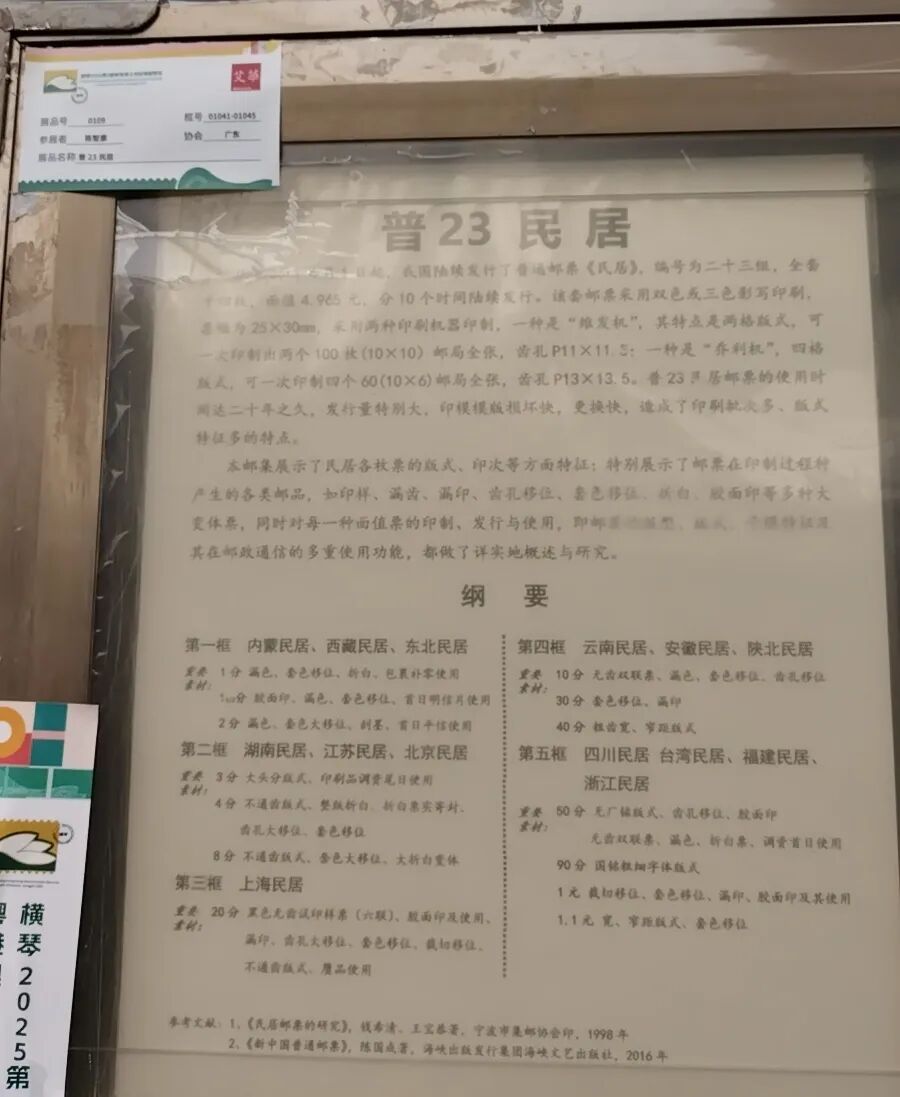 展品号 0109 框号 01041-01045
参展者 协会 广东
展品名称 普23民居
艾华
普23 民居
日起，我国陆续发行了普通邮票《民居》，编号为二十三组，全套
十四枚，面值4.965元，分10个时间陆续发行。该套邮票采用双色或三色影写印刷，
票幅为25×30mm，采用两种印刷机器印制，一种是“维发机”，其特点是两格版式，可
一次印制出两个100枚(10×10)邮局全张，齿孔P11×11.5；一种是“乔利机”，四格
版式，可一次印制四个60(10×6)邮局全张，齿孔P13×13.5。普23民居邮票的使用时
间达二十年之久，发行量特别大，印模模版损坏快，更换快，造成了印刷批次多、版式
特征多的特点。
本邮集展示了民居各枚票的版式、印次等方面特征；特别展示了邮票在印制过程种
产生的各类邮品，如印样、漏齿、漏印、齿孔移位、套色移位、折白、胶面印等多种大
变体票，同时对每一种面值票的印制、发行与使用，即邮
其在邮政通信的多重使用功能，都做了详实地概述与研究。
纲 要
第一框 内蒙民居、西藏民居、东北民居
重要素材：
1分 漏色、套色移位、折白、包裹补零使用
分 胶面印、漏色、套色移位、首日明信片使用
2分 漏色、套色大移位、刮墨、首日平信使用
第二框 湖南民居、江苏民居、北京民居
重要素材：
3分 大头分版式、印刷品调资尾日使用
4分 不通齿版式、整版折白、折白票实寄封、
齿孔大移位、套色移位
8分 不通齿版式、套色大移位、大折白变体
第三框 上海民居
重要素材：
20分 黑色无齿试印样票（六联）、胶面印及使用、
漏印、齿孔大移位、套色移位、裁切移位、
不通齿版式、赝品使用
第四框 云南民居、安徽民居、陕北民居
重要素材：
10分 无齿双联票、漏色、套色移位、齿孔移位
30分 套色移位、漏印
40分 粗齿宽、窄距版式
第五框 四川民居 台湾民居、福建民居、
浙江民居
重要素材：
50分 无厂铭版式、齿孔移位、胶面印
无齿双联票、漏色、折白票、调资首日使用
90分 国铭粗细字体版式
1元 裁切移位、套色移位、漏印、胶面印及其使用
1.1元 宽、窄距版式、套色移位
参考文献：1、《民居邮票的研究》，钱希清、王宝恭著，宁波市集邮协会印，1998年
2、《新中国普通邮票》，陈国成著，海峡出版发行集团海峡文艺出版社，2016年
横琴2025第